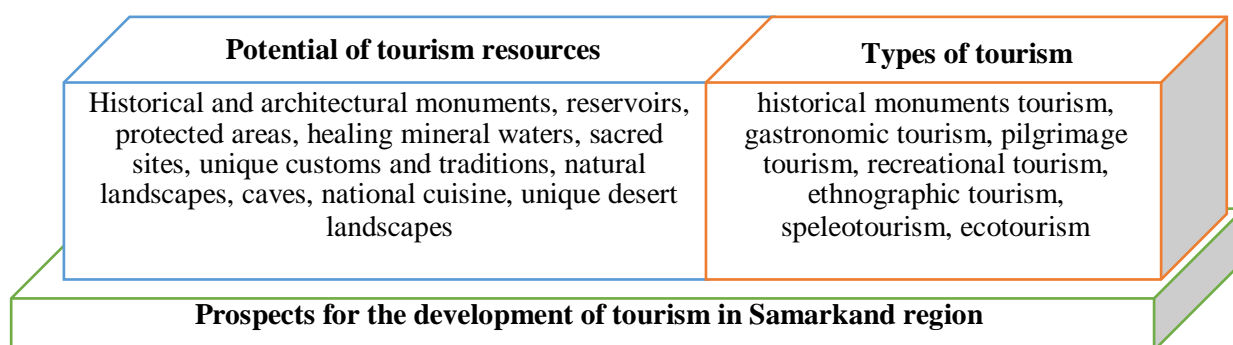 Potential of tourism resources
Historical and architectural monuments, reservoirs,
protected areas, healing mineral waters, sacred
sites, unique customs and traditions, natural
landscapes, caves, national cuisine, unique desert
landscapes
Types of tourism
historical monuments tourism,
gastronomic tourism, pilgrimage
tourism, recreational tourism,
ethnographic tourism,
speleotourism, ecotourism
Prospects for the development of tourism in Samarkand region